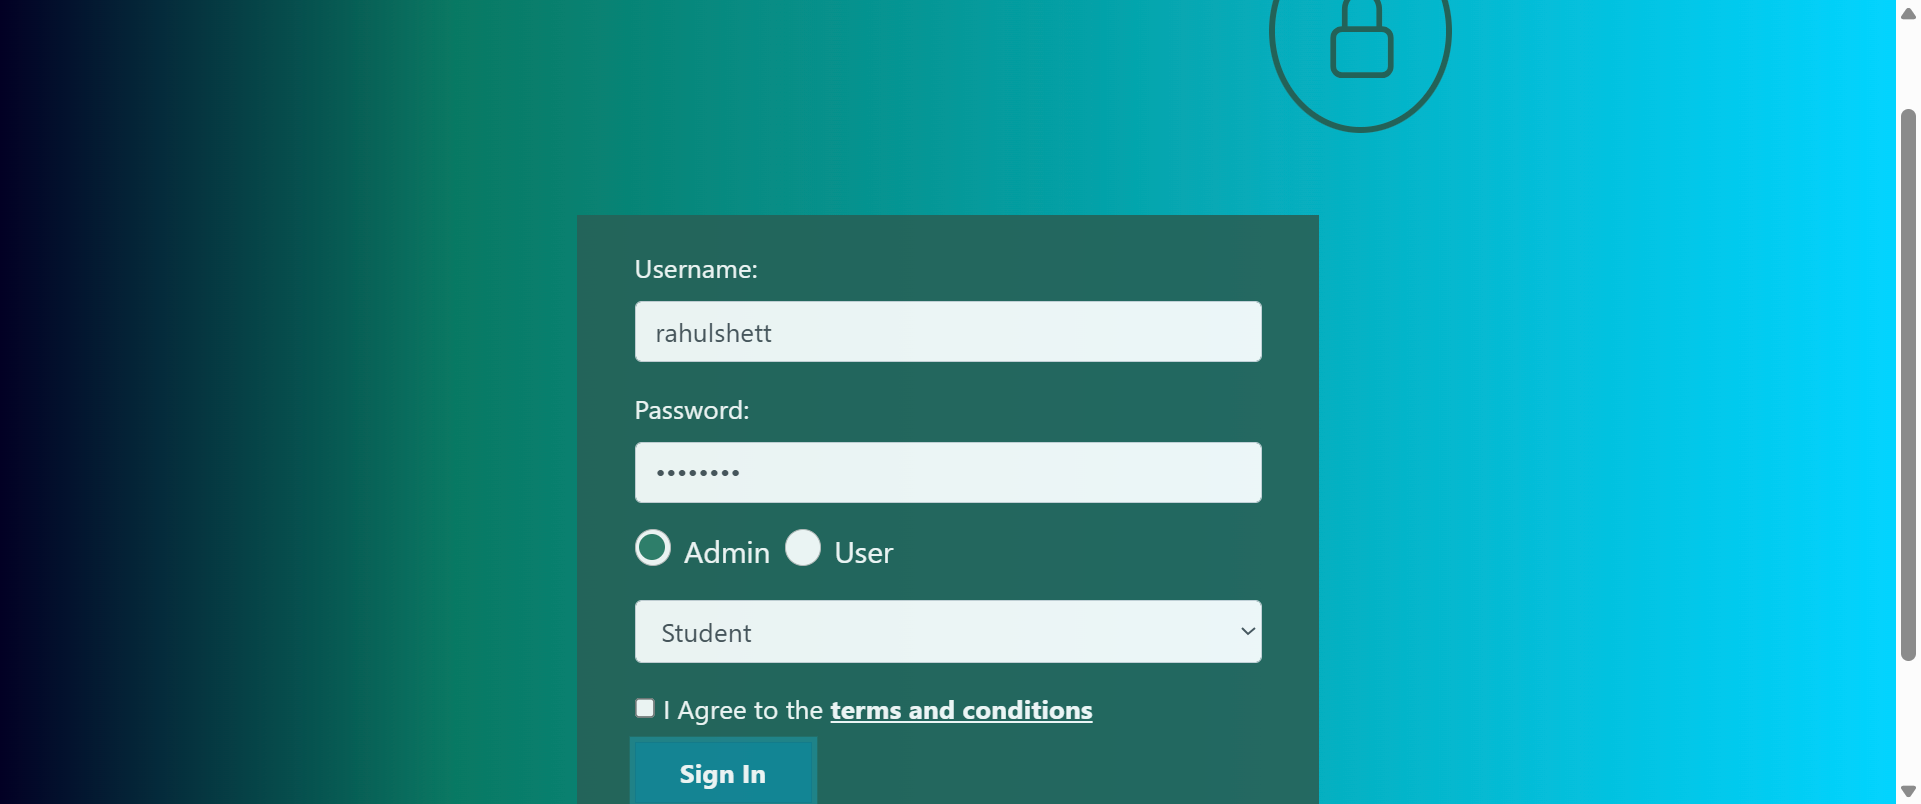 Username:
rahulshett
Password:
••••••••
Admin User
Student
I Agree to the terms and conditions
Sign In